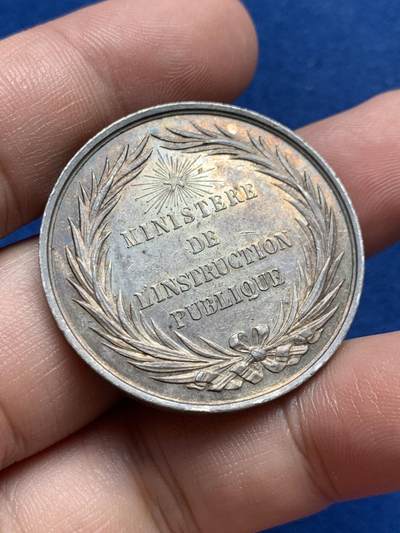 MINISTERE
DE
L'INSTRUCTION
PUBLIQUE